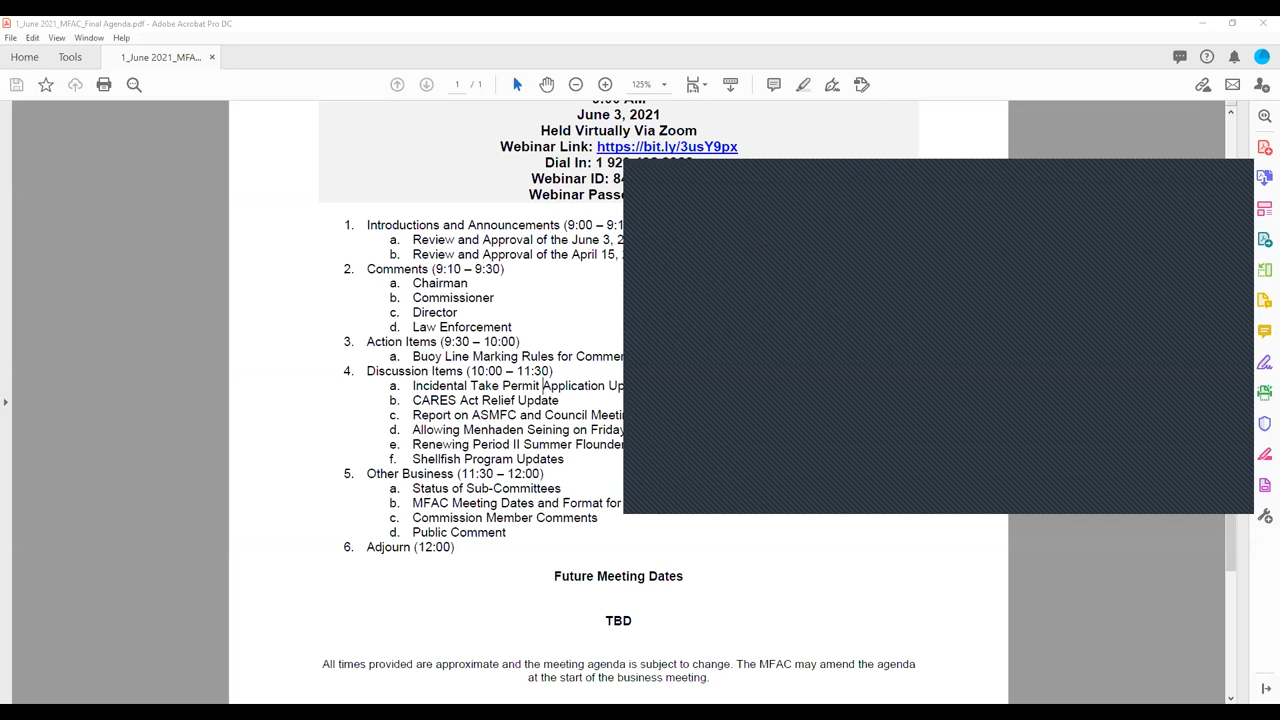 1_June 2021_MFAC_Final Agenda.pdf - Adobe Acrobat Pro DC
File Edit View Window Help
Home Tools 1_June 2021_MFA... ×
1 / 1 125%
June 3, 2021
Held Virtually Via Zoom
Webinar Link: https://bit.ly/3usY9px
Dial In: 1
Webinar ID:
Webinar
1. Introductions and Announcements (9:00 –
a. Review and Approval of the June 3,
b. Review and Approval of the April 15,
2. Comments (9:10 – 9:30)
a. Chairman
b. Commissioner
c. Director
d. Law Enforcement
3. Action Items (9:30 – 10:00)
a. Buoy Line Marking Rules for
4. Discussion Items (10:00 – 11:30)
a. Incidental Take Permit Application
b. CARES Act Relief Update
c. Report on ASMFC and Council
d. Allowing Menhaden Seining on
e. Renewing Period II Summer Flounder
f. Shellfish Program Updates
5. Other Business (11:30 – 12:00)
a. Status of Sub-Committees
b. MFAC Meeting Dates and Format for
c. Commission Member Comments
d. Public Comment
6. Adjourn (12:00)
Future Meeting Dates
TBD
All times provided are approximate and the meeting agenda is subject to change. The MFAC may amend the agenda
at the start of the business meeting.